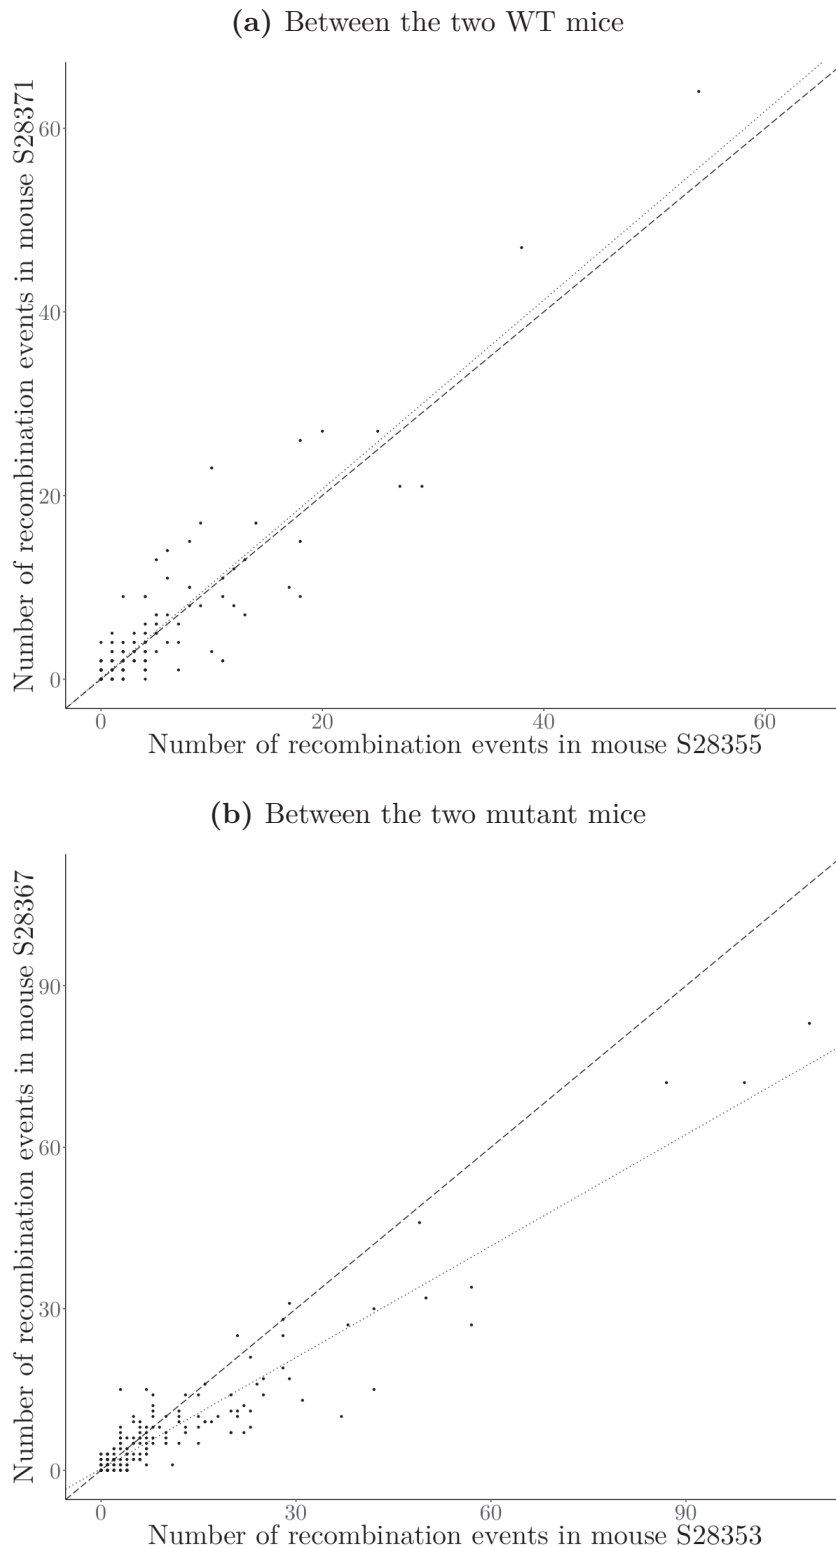 (a) Between the two WT mice
Number of recombination events in mouse S28371
60
40
20
0
0 20 40 60
Number of recombination events in mouse S28355
(b) Between the two mutant mice
Number of recombination events in mouse S28367
90
60
30
0
0 30 60 90
Number of recombination events in mouse S28353